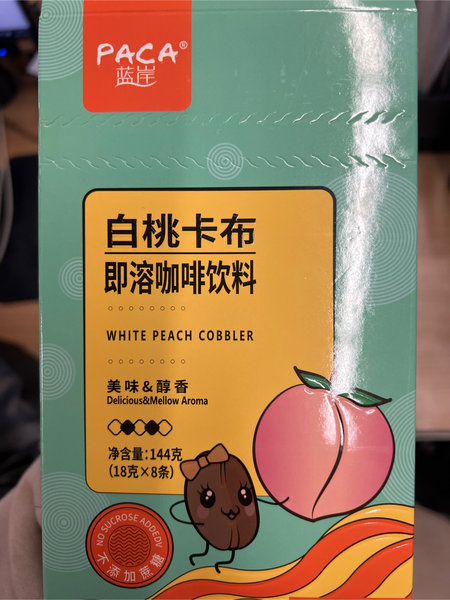 PACA®
蓝岸
白桃卡布
即溶咖啡饮料
WHITE PEACH COBBLER
美味&醇香
Delicious&Mellow Aroma
净含量:144克
(18克×8条)
NO SUCROSE ADDEDV
不添加蔗糖